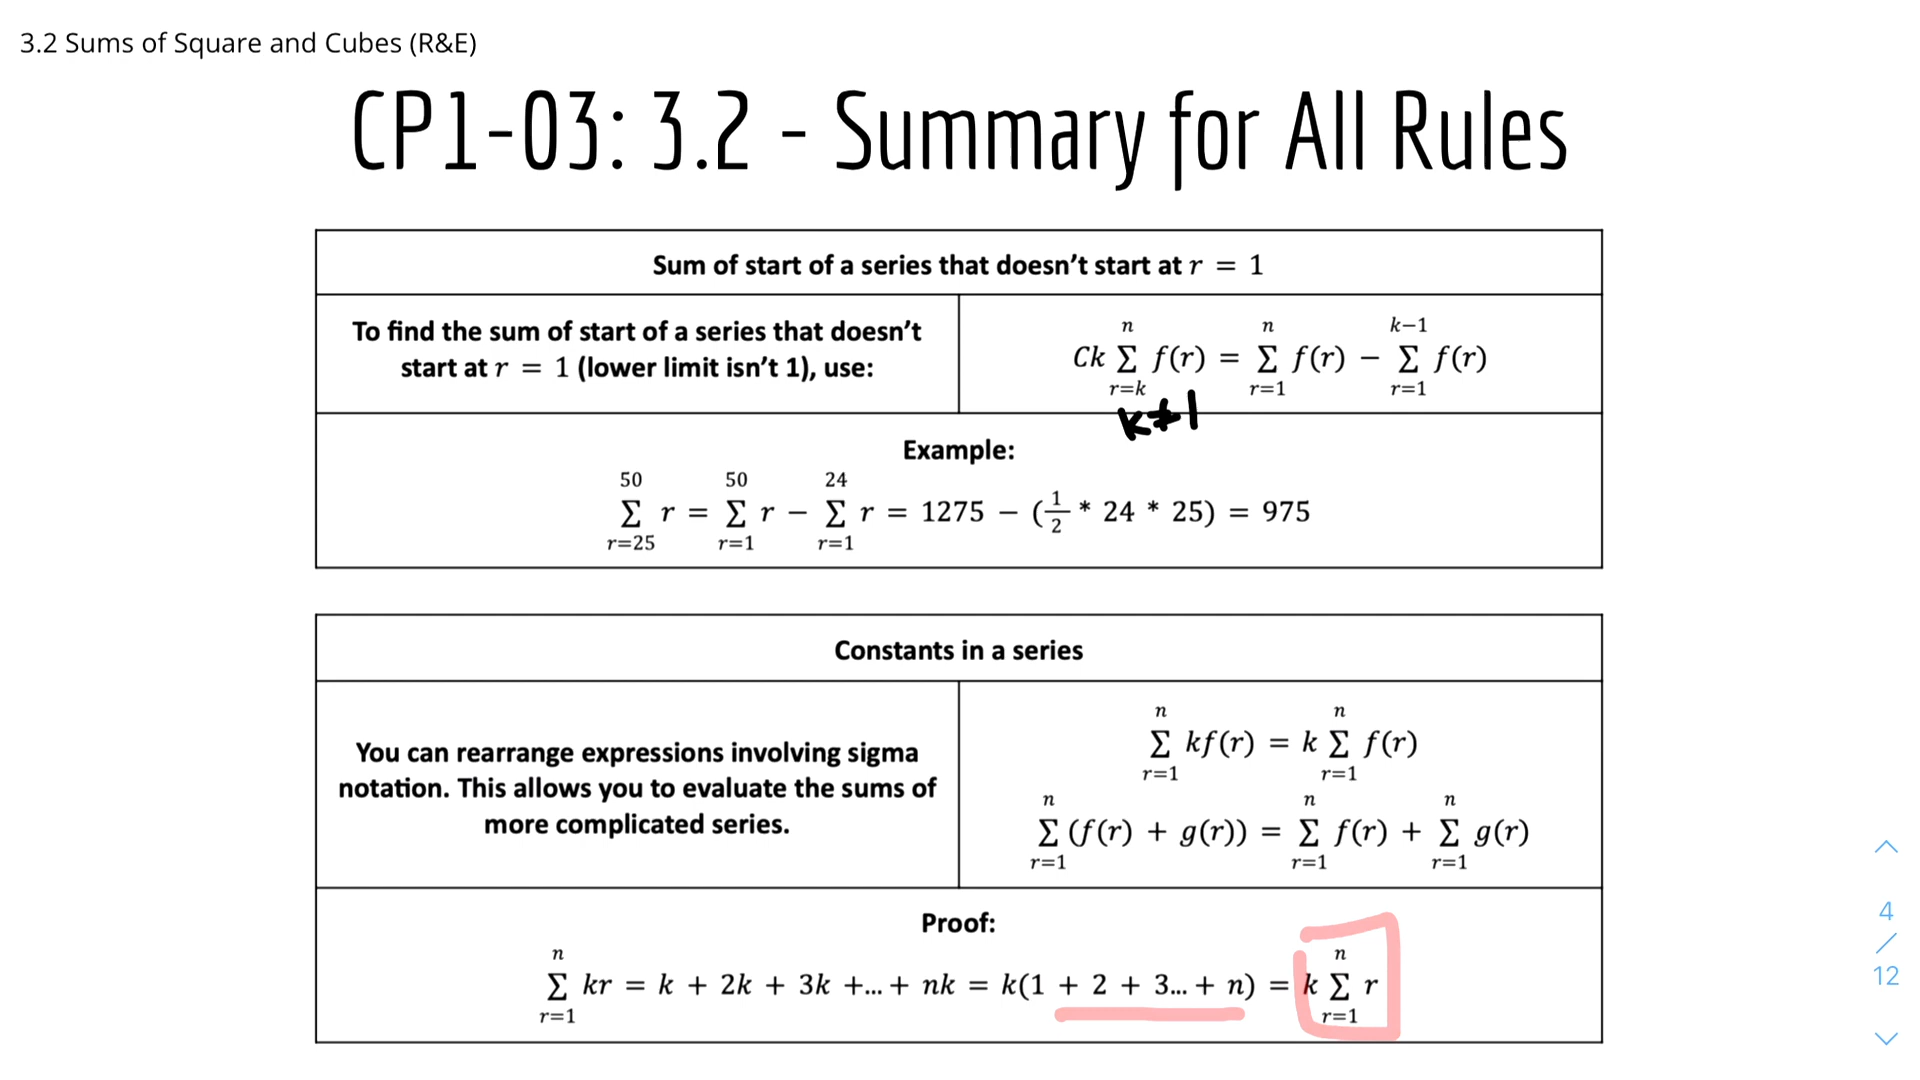 3.2 Sums of Square and Cubes (R&E)
CP1-03: 3.2 - Summary for All Rules
Sum of start of a series that doesn't start at r = 1
To find the sum of start of a series that doesn't
start at r = 1 (lower limit isn't 1), use:
n n k−1
Ck Σ f(r) = Σ f(r) − Σ f(r)
r=k r=1 r=1
k≠1
Example:
50 50 24
Σ r = Σ r − Σ r = 1275 − (1/2 * 24 * 25) = 975
r=25 r=1 r=1
Constants in a series
You can rearrange expressions involving sigma
notation. This allows you to evaluate the sums of
more complicated series.
n n
Σ kf(r) = k Σ f(r)
r=1 r=1
n n n
Σ (f(r) + g(r)) = Σ f(r) + Σ g(r)
r=1 r=1 r=1
Proof:
n n
Σ kr = k + 2k + 3k +...+ nk = k(1 + 2 + 3...+ n) = k Σ r
r=1 r=1
4
/
12